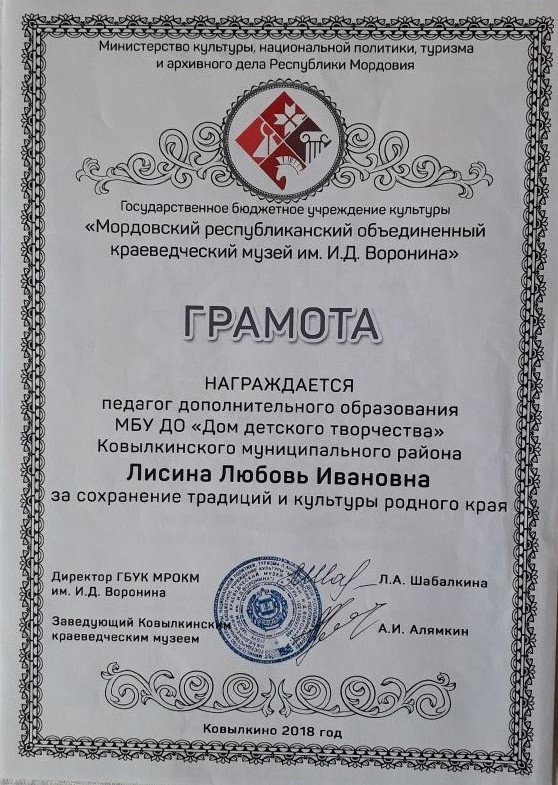 Министерство культуры, национальной политики, туризма
и архивного дела Республики Мордовия
Государственное бюджетное учреждение культуры
«Мордовский республиканский объединенный
краеведческий музей им. И.Д. Воронина»
ГРАМОТА
НАГРАЖДАЕТСЯ
педагог дополнительного образования
МБУ ДО «Дом детского творчества»
Ковылкинского муниципального района
Лисина Любовь Ивановна
за сохранение традиций и культуры родного края
Директор ГБУК МРОКМ
им. И.Д. Воронина
Л.А. Шабалкина
Заведующий Ковылкинским
краеведческим музеем
А.И. Алямкин
Ковылкино 2018 год